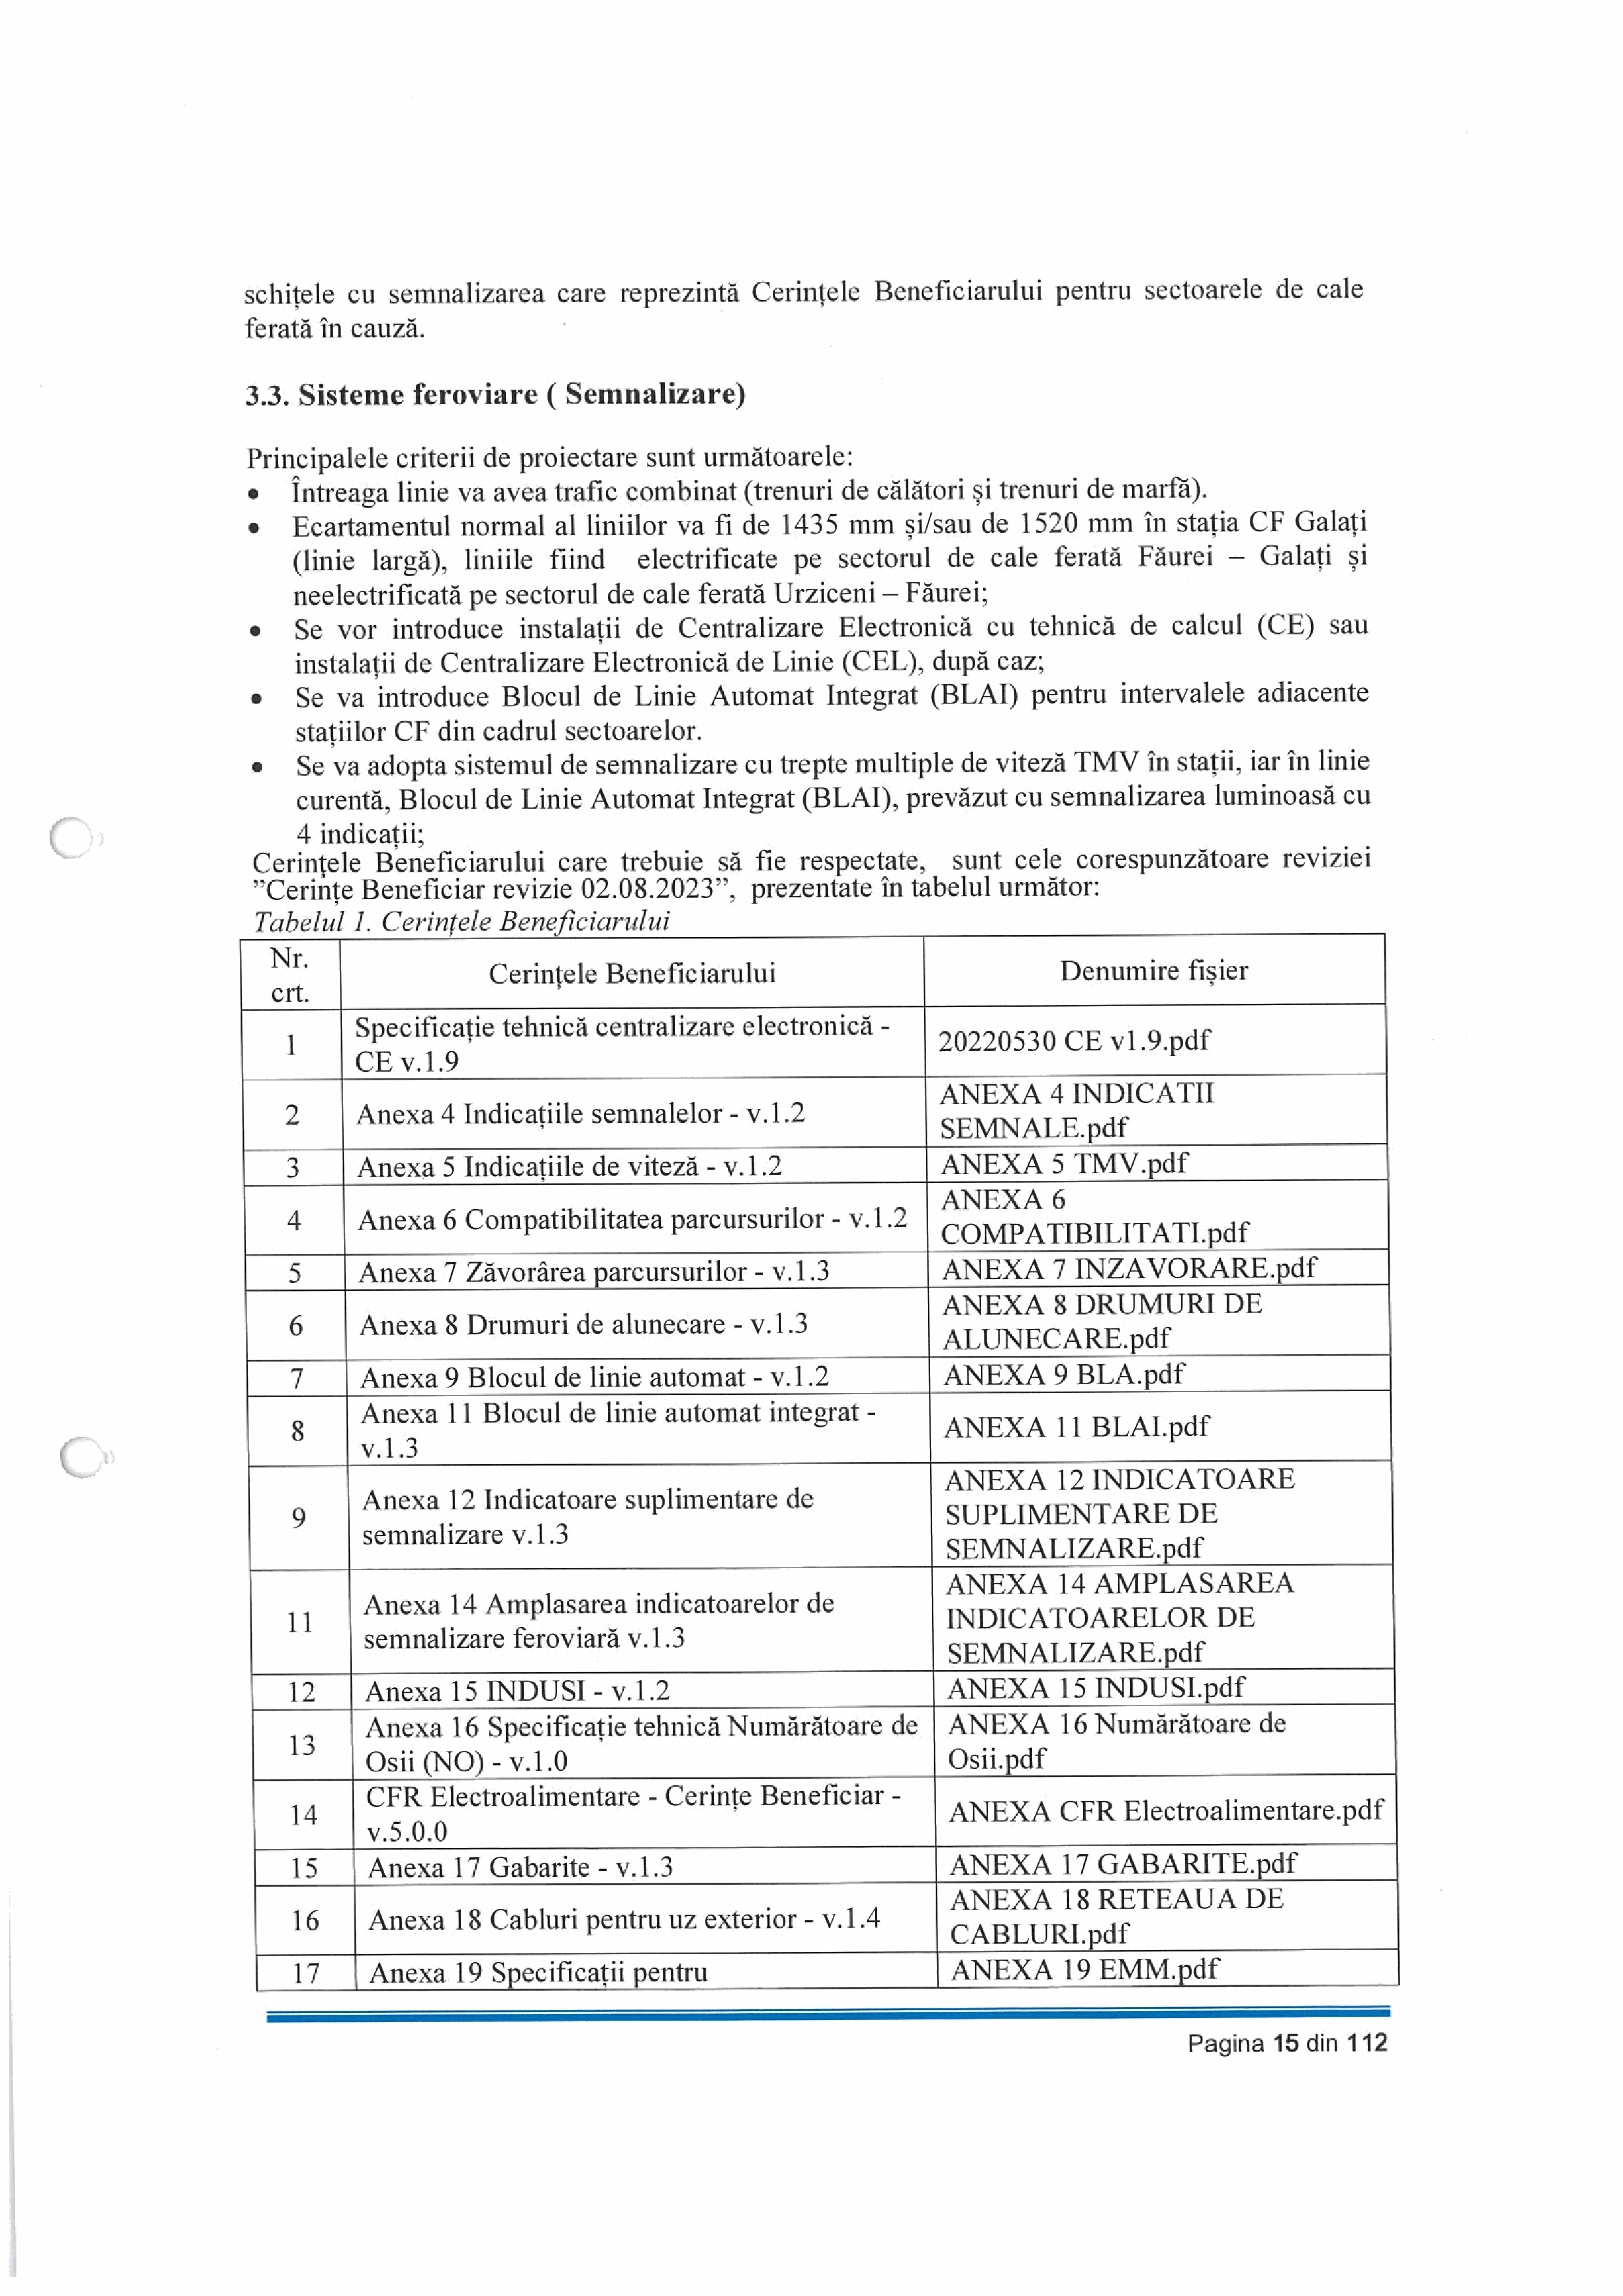 schițele cu semnalizarea care reprezintă Cerințele Beneficiarului pentru sectoarele de cale
ferată în cauză.
3.3. Sisteme feroviare ( Semnalizare)
Principalele criterii de proiectare sunt următoarele:
• Întreaga linie va avea trafic combinat (trenuri de călători și trenuri de marfă).
• Ecartamentul normal al liniilor va fi de 1435 mm și/sau de 1520 mm în stația CF Galați
(linie largă), liniile fiind electrificate pe sectorul de cale ferată Făurei – Galați și
neelectrificată pe sectorul de cale ferată Urziceni – Făurei;
• Se vor introduce instalații de Centralizare Electronică cu tehnică de calcul (CE) sau
instalații de Centralizare Electronică de Linie (CEL), după caz;
• Se va introduce Blocul de Linie Automat Integrat (BLAI) pentru intervalele adiacente
stațiilor CF din cadrul sectoarelor.
• Se va adopta sistemul de semnalizare cu trepte multiple de viteză TMV în stații, iar în linie
curentă, Blocul de Linie Automat Integrat (BLAI), prevăzut cu semnalizarea luminoasă cu
4 indicații;
Cerințele Beneficiarului care trebuie să fie respectate, sunt cele corespunzătoare reviziei
”Cerințe Beneficiar revizie 02.08.2023”, prezentate în tabelul următor:
Tabelul 1. Cerințele Beneficiarului
Nr.
crt.
Cerințele Beneficiarului
Denumire fișier
1
Specificație tehnică centralizare electronică -
CE v.1.9
20220530 CE v1.9.pdf
2
Anexa 4 Indicațiile semnalelor - v.1.2
ANEXA 4 INDICATII
SEMNALE.pdf
3
Anexa 5 Indicațiile de viteză - v.1.2
ANEXA 5 TMV.pdf
4
Anexa 6 Compatibilitatea parcursurilor - v.1.2
ANEXA 6
COMPATIBILITATI.pdf
5
Anexa 7 Zăvorârea parcursurilor - v.1.3
ANEXA 7 INZAVORARE.pdf
6
Anexa 8 Drumuri de alunecare - v.1.3
ANEXA 8 DRUMURI DE
ALUNECARE.pdf
7
Anexa 9 Blocul de linie automat - v.1.2
ANEXA 9 BLA.pdf
8
Anexa 11 Blocul de linie automat integrat -
v.1.3
ANEXA 11 BLAI.pdf
9
Anexa 12 Indicatoare suplimentare de
semnalizare v.1.3
ANEXA 12 INDICATOARE
SUPLIMENTARE DE
SEMNALIZARE.pdf
11
Anexa 14 Amplasarea indicatoarelor de
semnalizare feroviară v.1.3
ANEXA 14 AMPLASAREA
INDICATOARELOR DE
SEMNALIZARE.pdf
12
Anexa 15 INDUSI - v.1.2
ANEXA 15 INDUSI.pdf
13
Anexa 16 Specificație tehnică Numărătoare de
Osii (NO) - v.1.0
ANEXA 16 Numărătoare de
Osii.pdf
14
CFR Electroalimentare - Cerințe Beneficiar -
v.5.0.0
ANEXA CFR Electroalimentare.pdf
15
Anexa 17 Gabarite - v.1.3
ANEXA 17 GABARITE.pdf
16
Anexa 18 Cabluri pentru uz exterior - v.1.4
ANEXA 18 RETEAUA DE
CABLURI.pdf
17
Anexa 19 Specificații pentru
ANEXA 19 EMM.pdf
Pagina 15 din 112